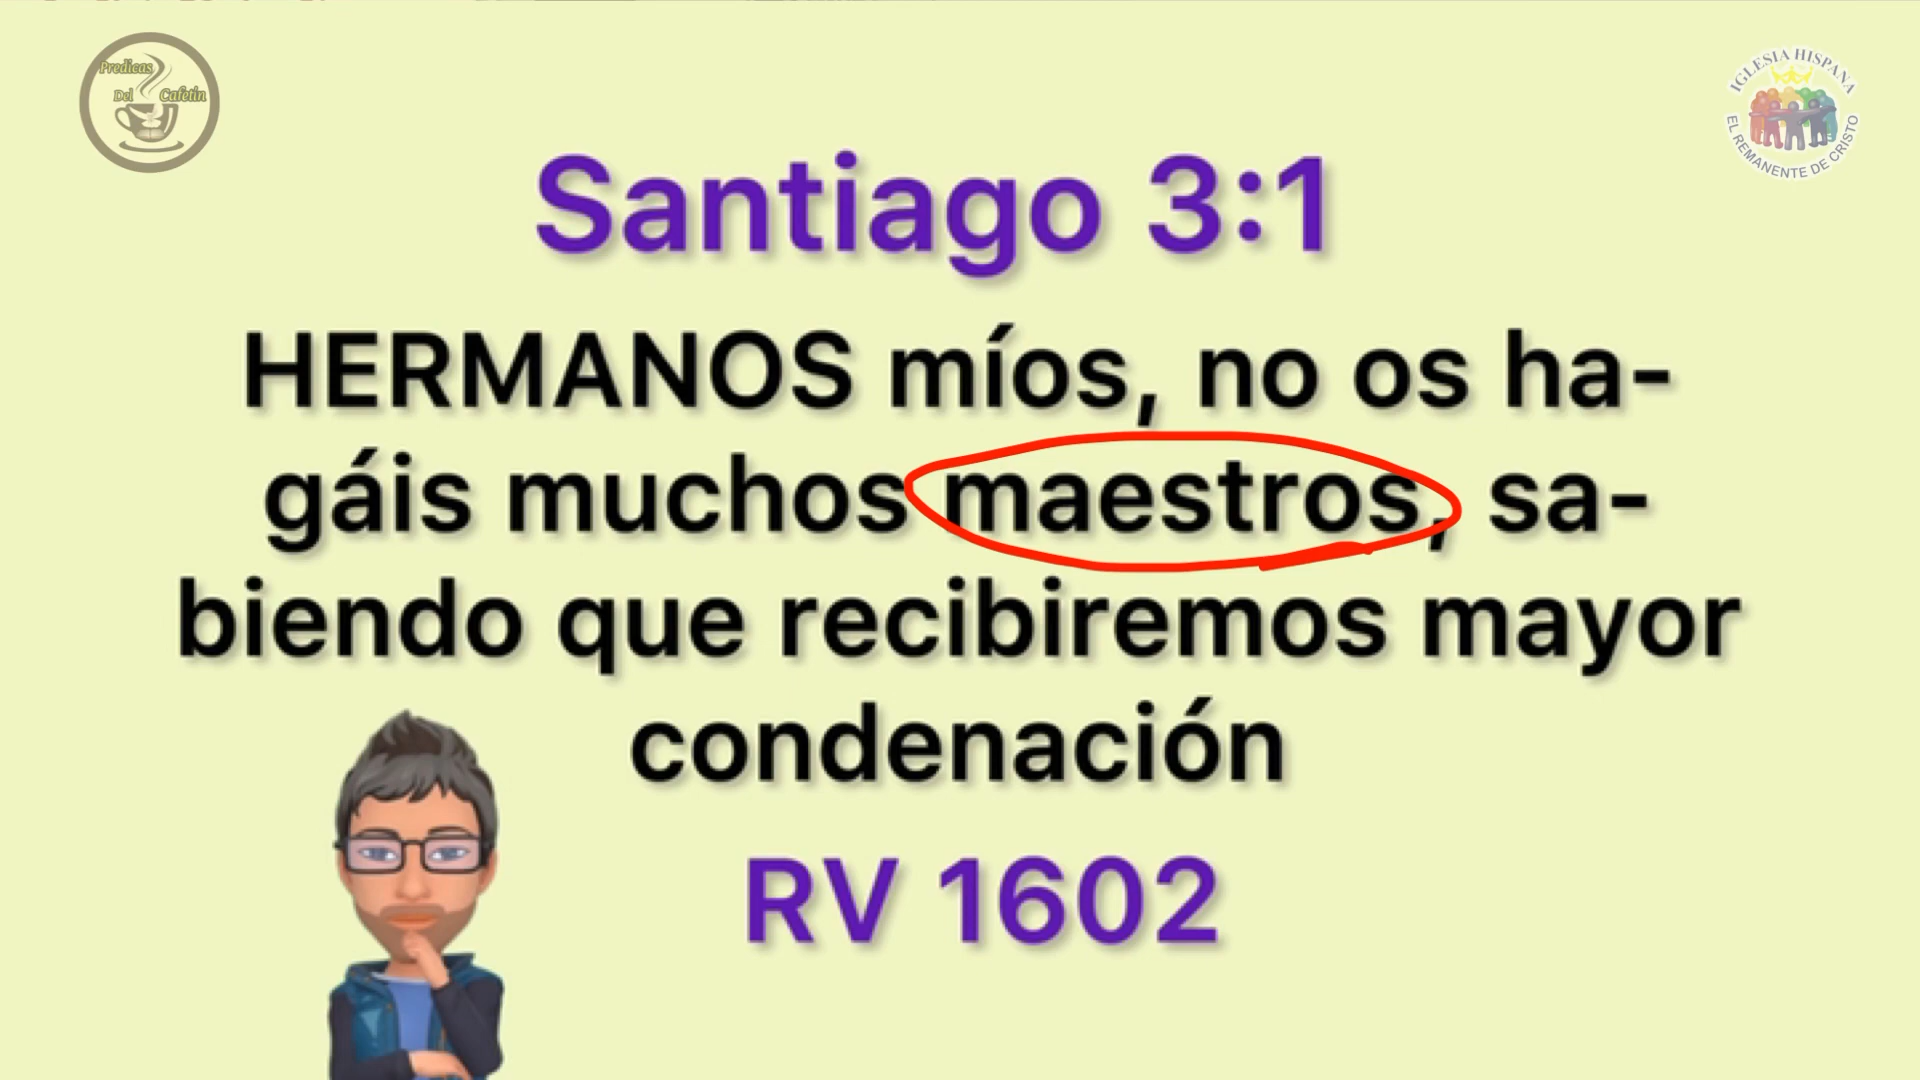 Predicas
Del Cafetín
IGLESIA HISPANA
EL REMANENTE DE CRISTO
Santiago 3:1
HERMANOS míos, no os ha-
gáis muchos maestros, sa-
biendo que recibiremos mayor
condenación
RV 1602